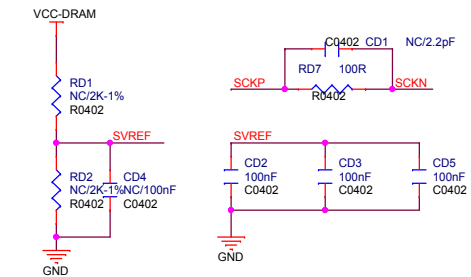 VCC-DRAM
RD1
NC/2K-1%
R0402
SVREF
RD2
NC/2K-1%
R0402
CD4
NC/100nF
C0402
GND
C0402 CD1 NC/2.2pF
RD7 100R
SCKP
SCKN
R0402
SVREF
CD2
100nF
C0402
CD3
100nF
C0402
CD5
100nF
C0402
GND